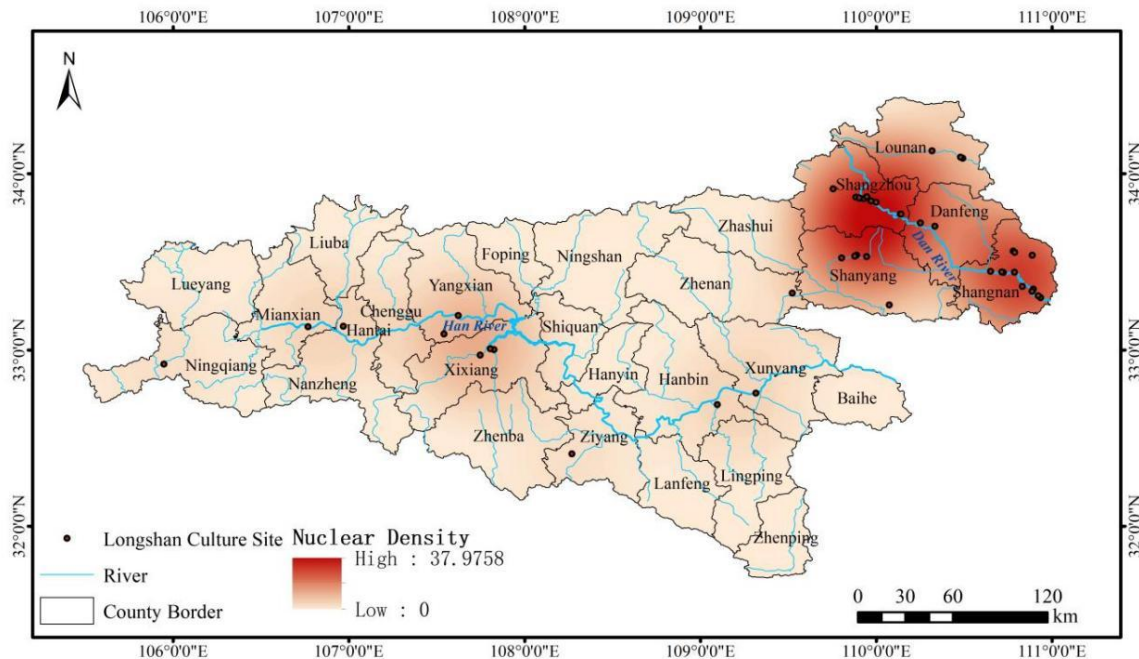 106°0'0"E 107°0'0"E 108°0'0"E 109°0'0"E 110°0'0"E 111°0'0"E
N
34°0'0"N
33°0'0"N
32°0'0"N
34°0'0"N
33°0'0"N
32°0'0"N
Lounan
Shangzhou
Danfeng
Dan River
Zhashui
Liuba
Foping
Ningshan
Shanyang
Lueyang
Yangxian
Zhennan
Shangnan
Mianxian
Chenggu
Hantai
Han River
Shiquan
Ningqiang
Xixiang
Hanyin
Hanbin
Xunyang
Nanzheng
Baihe
Zhenba
Ziyang
Lanfeng
Lingping
Zhenping
Longshan Culture Site
River
County Border
Nuclear Density
High : 37.9758
Low : 0
0 30 60 120
km
106°0'0"E 107°0'0"E 108°0'0"E 109°0'0"E 110°0'0"E 111°0'0"E